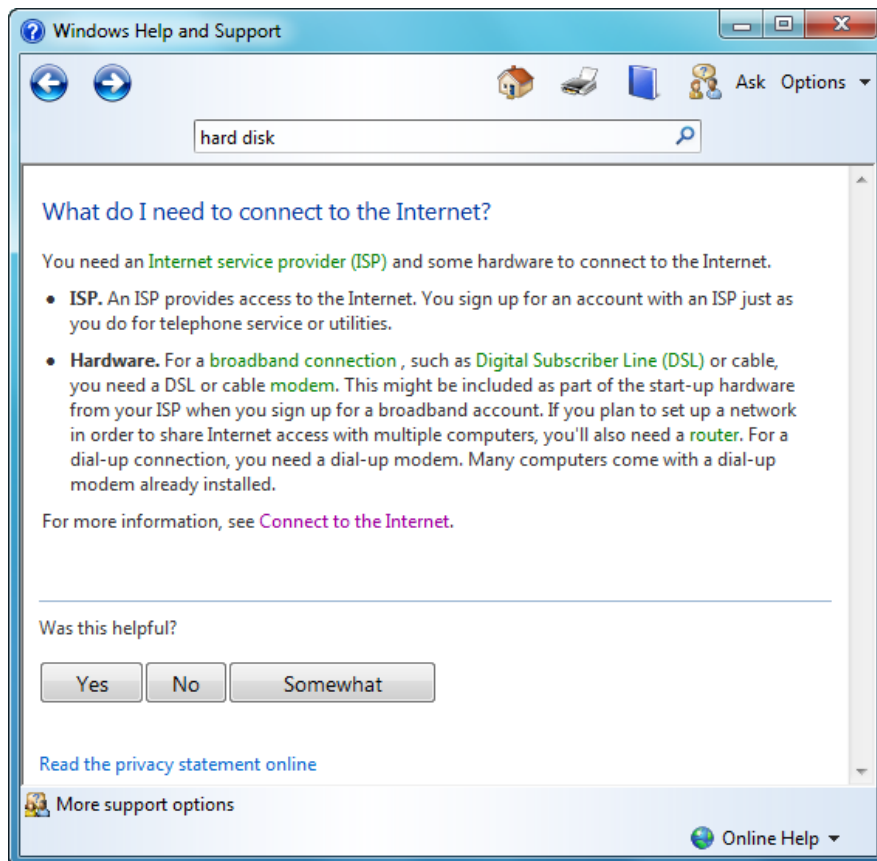 Windows Help and Support
Ask Options
hard disk
What do I need to connect to the Internet?
You need an Internet service provider (ISP) and some hardware to connect to the Internet.
• ISP. An ISP provides access to the Internet. You sign up for an account with an ISP just as
you do for telephone service or utilities.
• Hardware. For a broadband connection , such as Digital Subscriber Line (DSL) or cable,
you need a DSL or cable modem. This might be included as part of the start-up hardware
from your ISP when you sign up for a broadband account. If you plan to set up a network
in order to share Internet access with multiple computers, you'll also need a router. For a
dial-up connection, you need a dial-up modem. Many computers come with a dial-up
modem already installed.
For more information, see Connect to the Internet.
Was this helpful?
Yes No Somewhat
Read the privacy statement online
More support options
Online Help